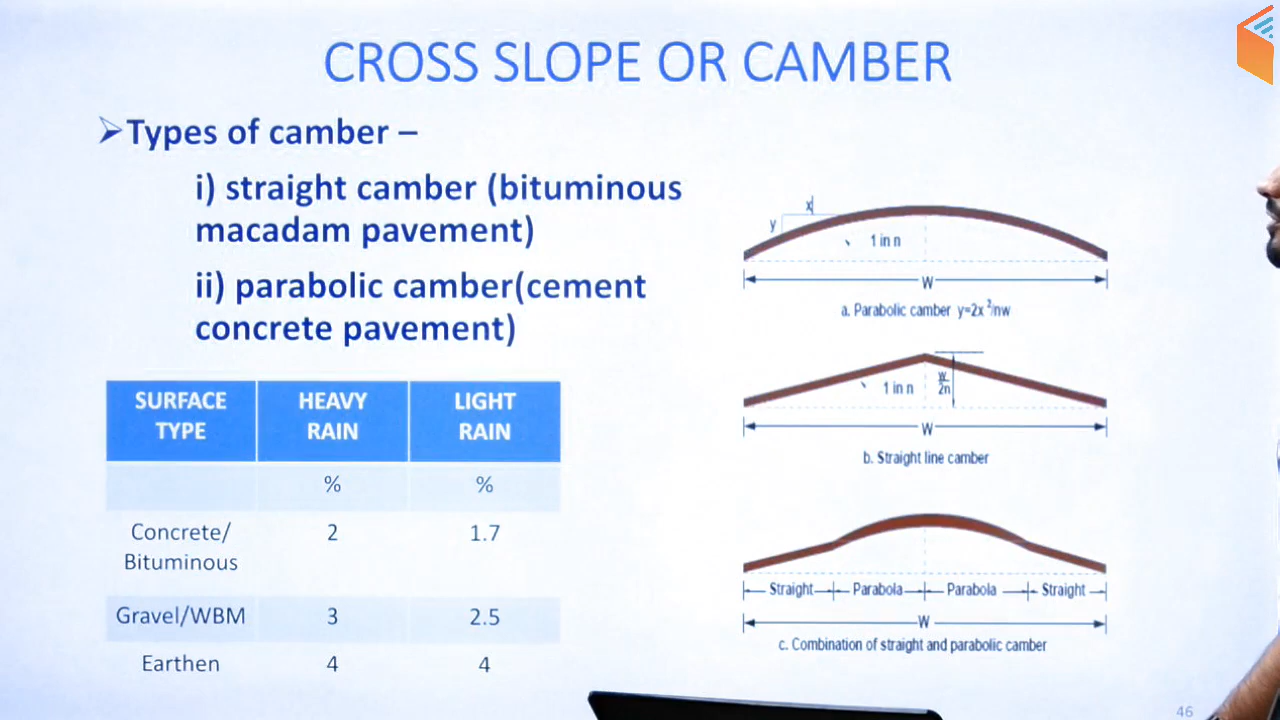 CROSS SLOPE OR CAMBER
➢Types of camber –
i) straight camber (bituminous
macadam pavement)
ii) parabolic camber(cement
concrete pavement)
SURFACE TYPE HEAVY RAIN LIGHT RAIN
% %
Concrete/ Bituminous 2 1.7
Gravel/WBM 3 2.5
Earthen 4 4
x
y
1 in n
W
a. Parabolic camber y=2x²/nw
1 in n
W/2n
W
b. Straight line camber
Straight Parabola Parabola Straight
W
c. Combination of straight and parabolic camber
46